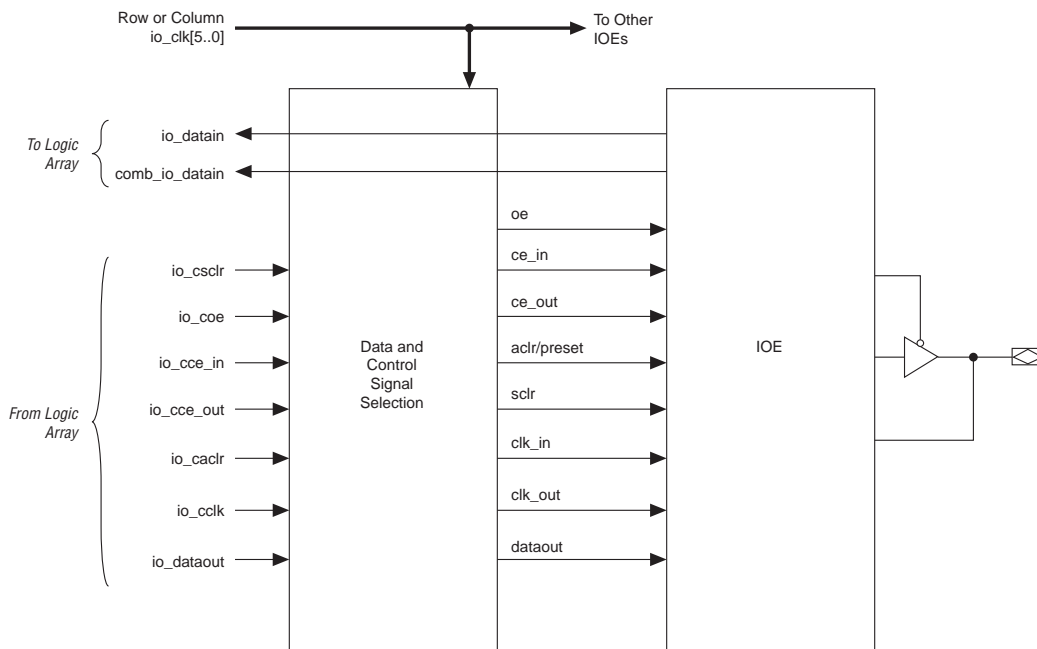 Row or Column
io_clk[5..0]
To Other
IOEs
To Logic
Array
io_datain
comb_io_datain
oe
ce_in
ce_out
aclr/preset
sclr
clk_in
clk_out
dataout
From Logic
Array
io_csclr
io_coe
io_cce_in
io_cce_out
io_caclr
io_cclk
io_dataout
Data and
Control
Signal
Selection
IOE